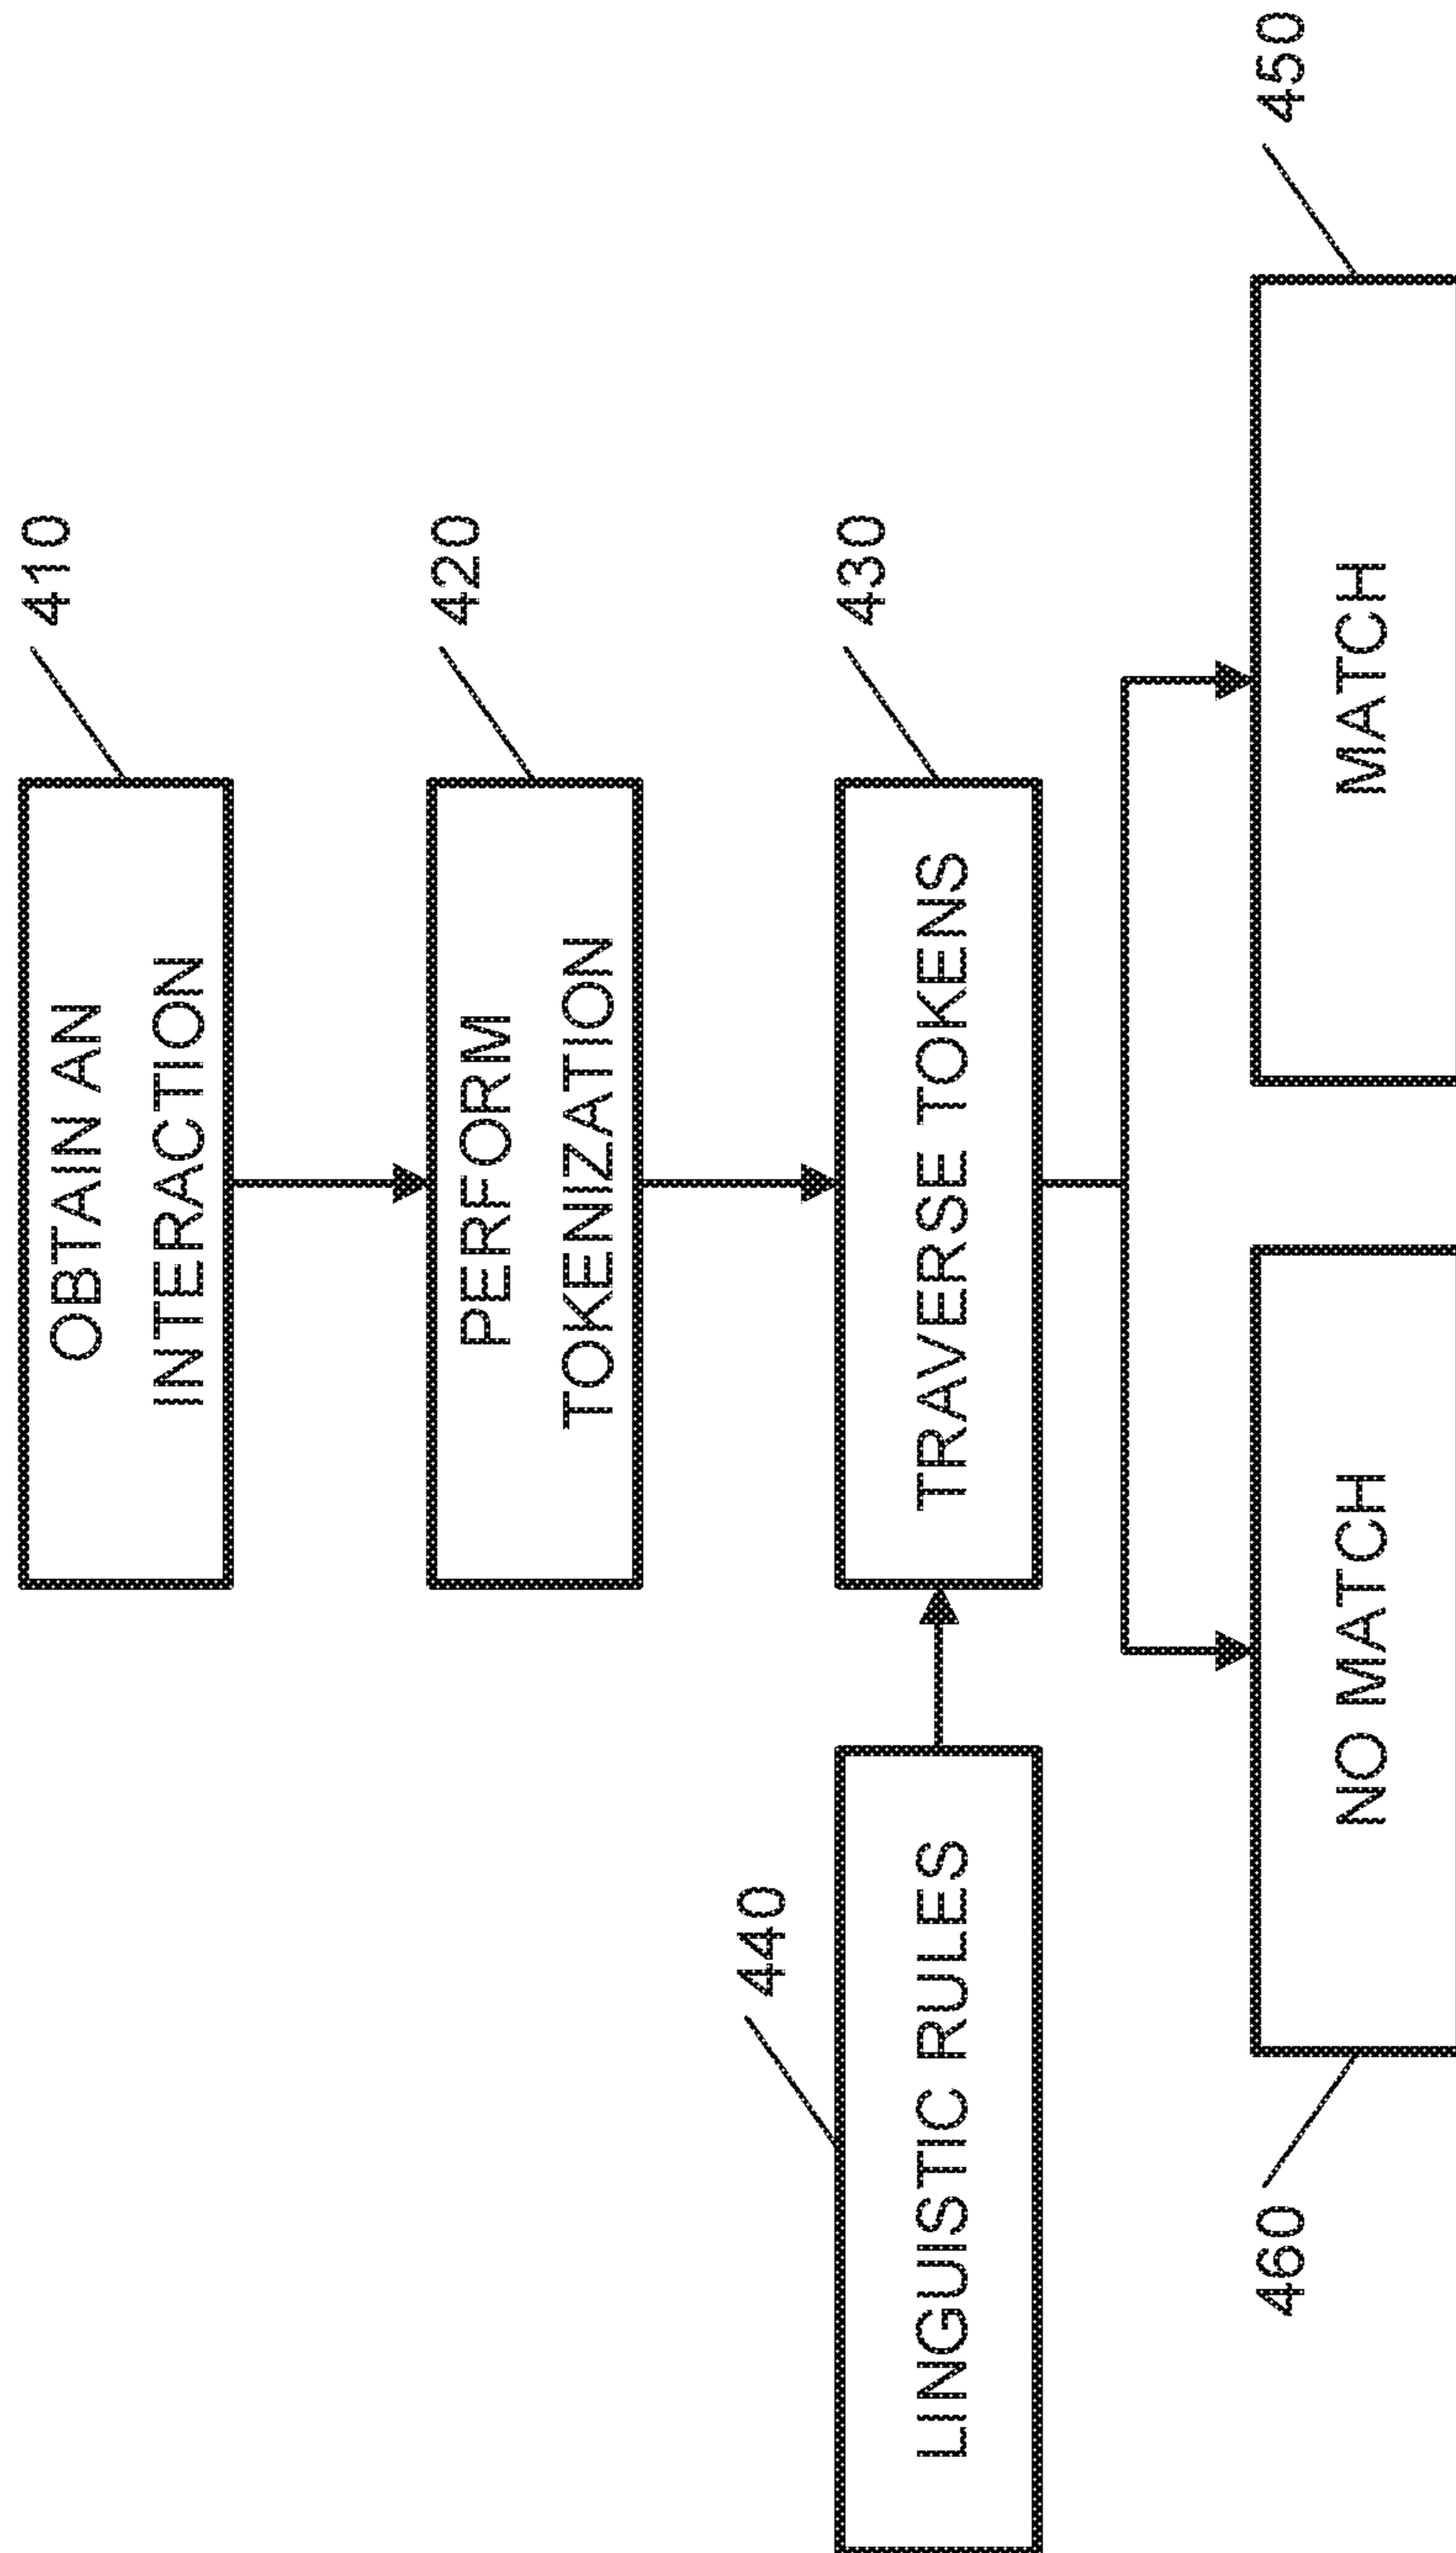 OBTAIN AN
INTERACTION
410
PERFORM
TOKENIZATION
420
440
LINGUISTIC RULES
TRAVERSE TOKENS
430
460
NO MATCH
MATCH
450